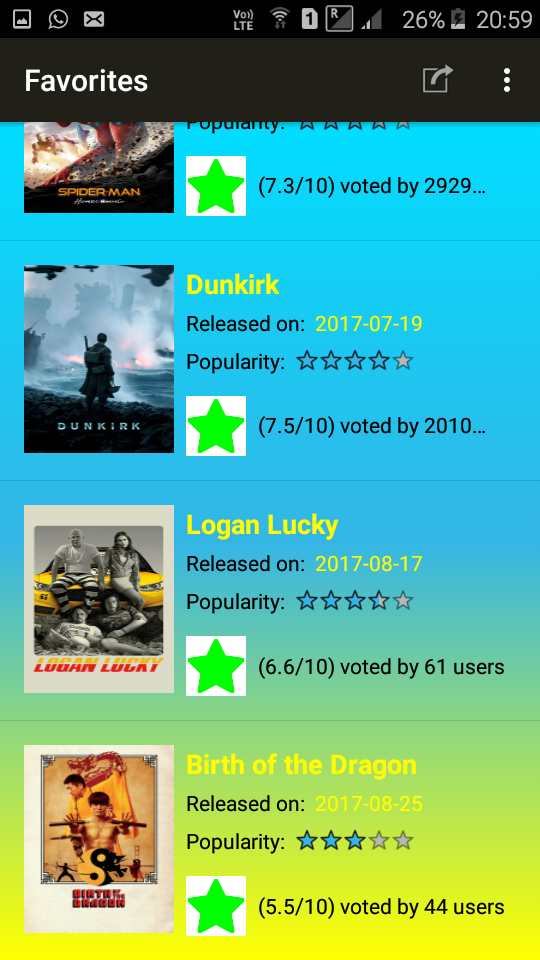 Vo)) LTE
1
R
26%
20:59
Favorites
Popularity:
SPIDER-MAN
HOMECOMING
(7.3/10) voted by 2929...
DUNKIRK
Dunkirk
Released on: 2017-07-19
Popularity:
(7.5/10) voted by 2010...
LOGAN LUCKY
Logan Lucky
Released on: 2017-08-17
Popularity:
(6.6/10) voted by 61 users
BIRTH OF THE
DRAGON
Birth of the Dragon
Released on: 2017-08-25
Popularity:
(5.5/10) voted by 44 users